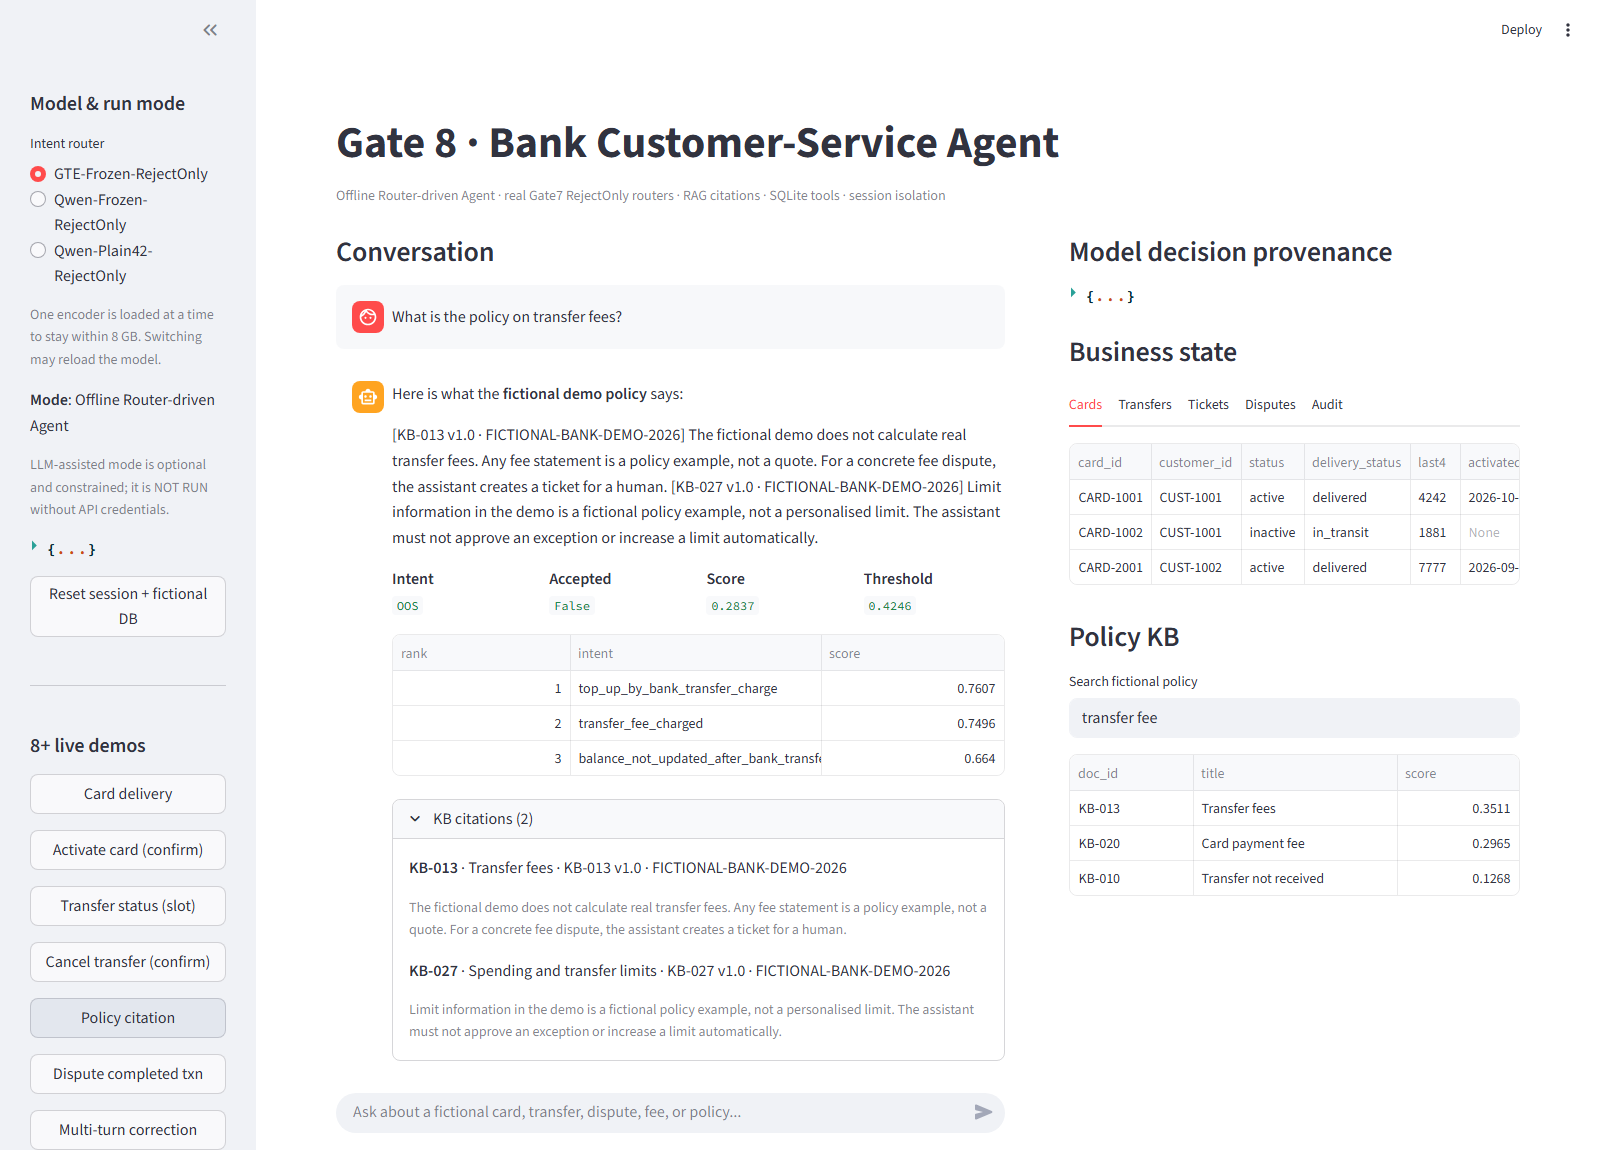 Deploy
Model & run mode
Intent router
GTE-Frozen-RejectOnly
Qwen-Frozen-
RejectOnly
Qwen-Plain42-
RejectOnly
One encoder is loaded at a time
to stay within 8 GB. Switching
may reload the model.
Mode: Offline Router-driven
Agent
LLM-assisted mode is optional
and constrained; it is NOT RUN
without API credentials.
{...}
Reset session + fictional
DB
8+ live demos
Card delivery
Activate card (confirm)
Transfer status (slot)
Cancel transfer (confirm)
Policy citation
Dispute completed txn
Multi-turn correction
Gate 8 · Bank Customer-Service Agent
Offline Router-driven Agent · real Gate7 RejectOnly routers · RAG citations · SQLite tools · session isolation
Conversation
What is the policy on transfer fees?
Here is what the fictional demo policy says:
[KB-013 v1.0 · FICTIONAL-BANK-DEMO-2026] The fictional demo does not calculate real
transfer fees. Any fee statement is a policy example, not a quote. For a concrete fee dispute,
the assistant creates a ticket for a human. [KB-027 v1.0 · FICTIONAL-BANK-DEMO-2026] Limit
information in the demo is a fictional policy example, not a personalised limit. The assistant
must not approve an exception or increase a limit automatically.
Intent Accepted Score Threshold
OOS False 0.2837 0.4246
rank intent score
1 top_up_by_bank_transfer_charge 0.7607
2 transfer_fee_charged 0.7496
3 balance_not_updated_after_bank_transfe 0.664
KB citations (2)
KB-013 · Transfer fees · KB-013 v1.0 · FICTIONAL-BANK-DEMO-2026
The fictional demo does not calculate real transfer fees. Any fee statement is a policy example, not a
quote. For a concrete fee dispute, the assistant creates a ticket for a human.
KB-027 · Spending and transfer limits · KB-027 v1.0 · FICTIONAL-BANK-DEMO-2026
Limit information in the demo is a fictional policy example, not a personalised limit. The assistant
must not approve an exception or increase a limit automatically.
Ask about a fictional card, transfer, dispute, fee, or policy...
Model decision provenance
{...}
Business state
Cards Transfers Tickets Disputes Audit
card_id customer_id status delivery_status last4 activated
CARD-1001 CUST-1001 active delivered 4242 2026-10-
CARD-1002 CUST-1001 inactive in_transit 1881 None
CARD-2001 CUST-1002 active delivered 7777 2026-09-
Policy KB
Search fictional policy
transfer fee
doc_id title score
KB-013 Transfer fees 0.3511
KB-020 Card payment fee 0.2965
KB-010 Transfer not received 0.1268